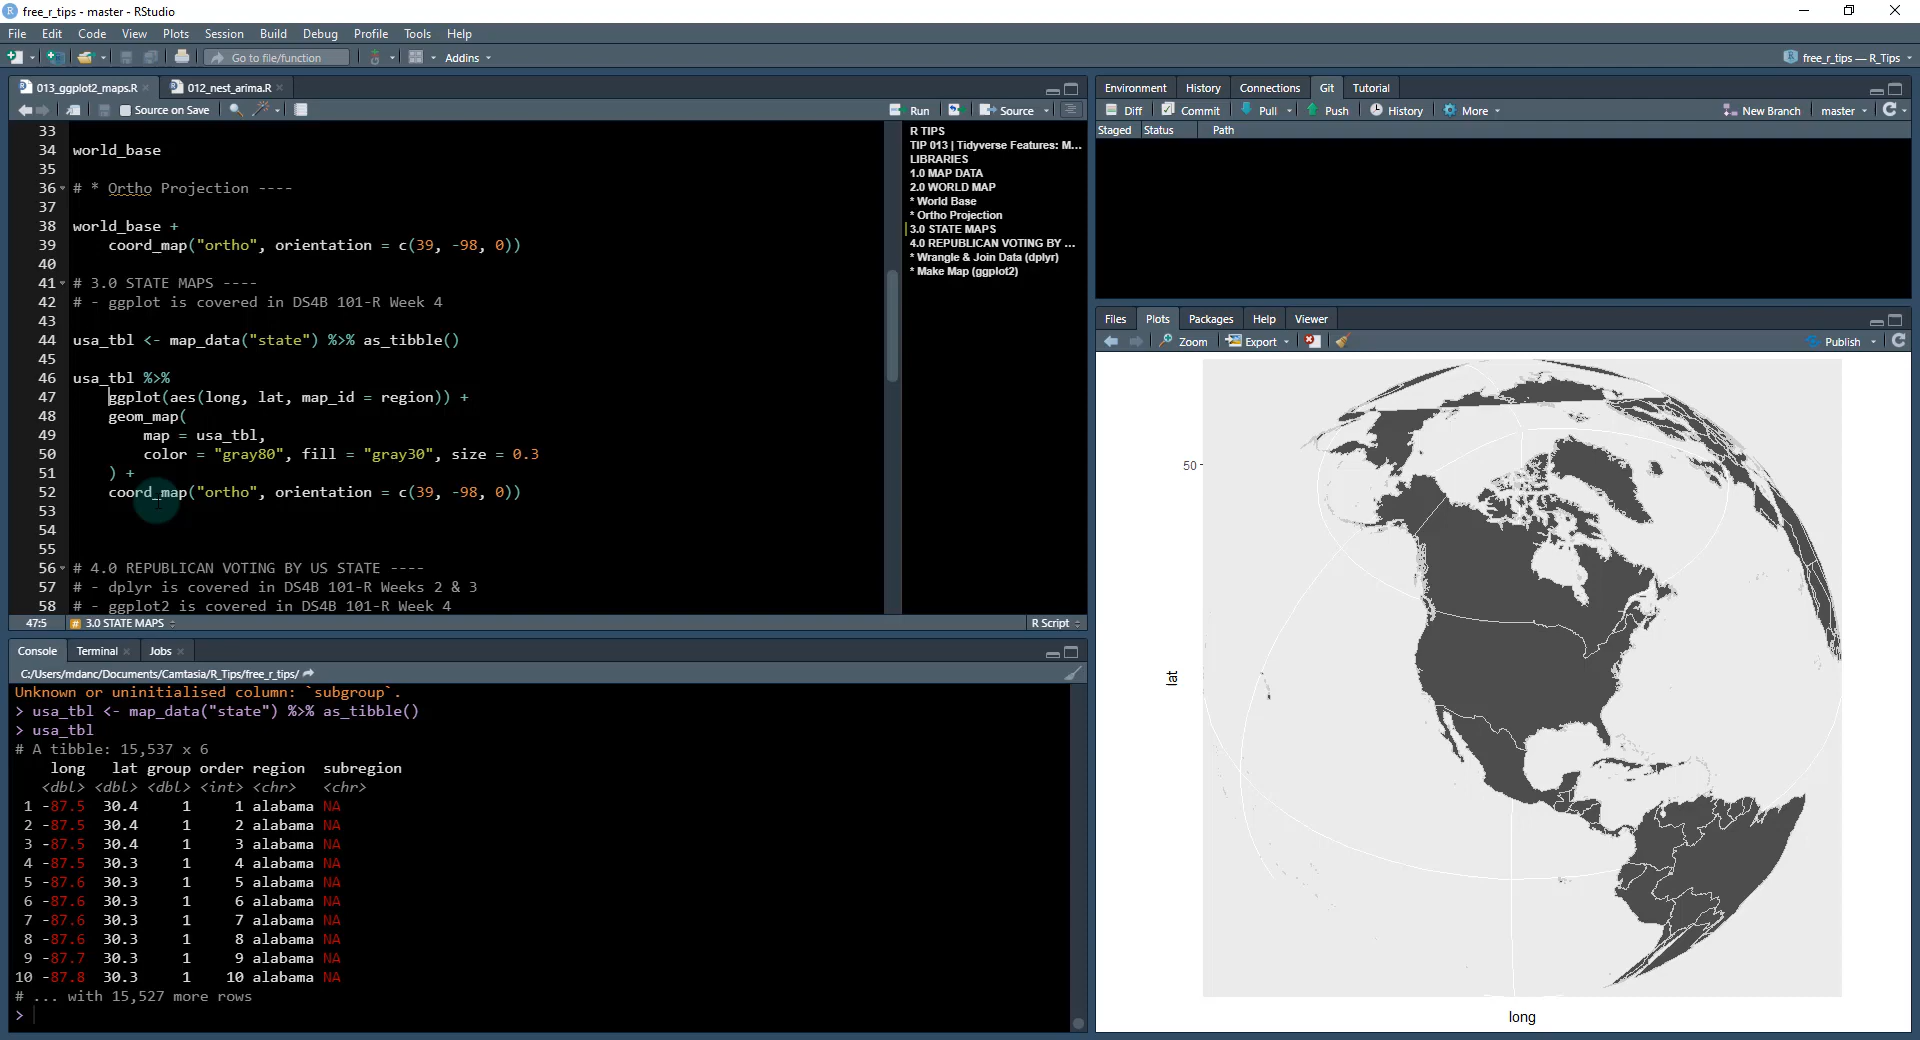 free_r_tips - master - RStudio
File Edit Code View Plots Session Build Debug Profile Tools Help
Go to file/function Addins free_r_tips — R_Tips
013_ggplot2_maps.R 012_nest_arima.R
Source on Save Run Source
33
34 world_base
35
36 # * Ortho Projection ----
37
38 world_base +
39 coord_map("ortho", orientation = c(39, -98, 0))
40
41 # 3.0 STATE MAPS ----
42 # - ggplot is covered in DS4B 101-R Week 4
43
44 usa_tbl <- map_data("state") %>% as_tibble()
45
46 usa_tbl %>%
47 ggplot(aes(long, lat, map_id = region)) +
48 geom_map(
49 map = usa_tbl,
50 color = "gray80", fill = "gray30", size = 0.3
51 ) +
52 coord_map("ortho", orientation = c(39, -98, 0))
53
54
55
56 # 4.0 REPUBLICAN VOTING BY US STATE ----
57 # - dplyr is covered in DS4B 101-R Weeks 2 & 3
58 # - ggplot2 is covered in DS4B 101-R Week 4
47:5 # 3.0 STATE MAPS R Script
R TIPS
TIP 013 | Tidyverse Features: M...
LIBRARIES
1.0 MAP DATA
2.0 WORLD MAP
* World Base
* Ortho Projection
3.0 STATE MAPS
4.0 REPUBLICAN VOTING BY ...
* Wrangle & Join Data (dplyr)
* Make Map (ggplot2)
Console Terminal Jobs
C:/Users/mdanc/Documents/Camtasia/R_Tips/free_r_tips/
Unknown or uninitialised column: `subgroup`.
> usa_tbl <- map_data("state") %>% as_tibble()
> usa_tbl
# A tibble: 15,537 x 6
long lat group order region subregion
<dbl> <dbl> <dbl> <int> <chr> <chr>
1 -87.5 30.4 1 1 alabama NA
2 -87.5 30.4 1 2 alabama NA
3 -87.5 30.4 1 3 alabama NA
4 -87.5 30.3 1 4 alabama NA
5 -87.6 30.3 1 5 alabama NA
6 -87.6 30.3 1 6 alabama NA
7 -87.6 30.3 1 7 alabama NA
8 -87.6 30.3 1 8 alabama NA
9 -87.7 30.3 1 9 alabama NA
10 -87.8 30.3 1 10 alabama NA
# ... with 15,527 more rows
>
Environment History Connections Git Tutorial
Diff Commit Pull Push History More New Branch master
Staged Status Path
Files Plots Packages Help Viewer
Zoom Export Publish
50
lat
long